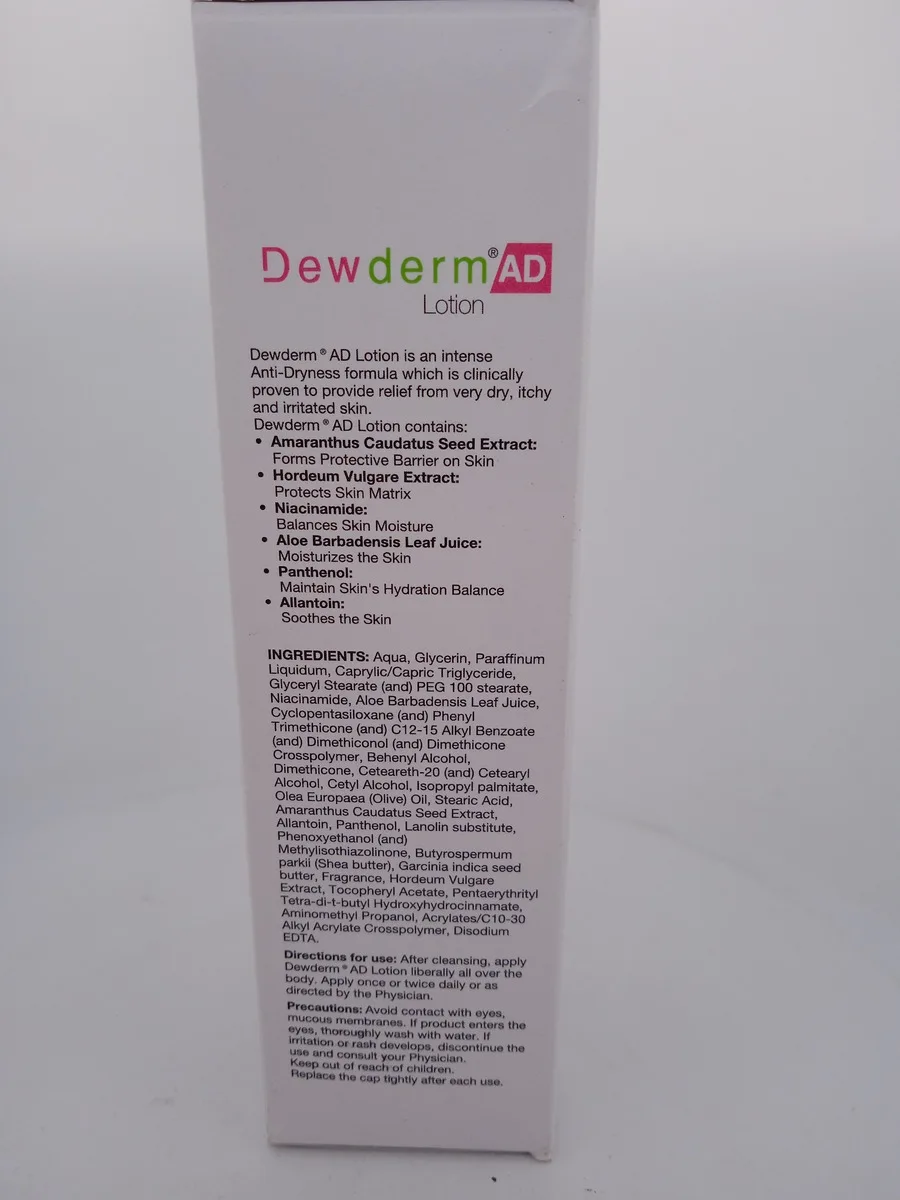 Dewderm® AD
Lotion
Dewderm® AD Lotion is an intense
Anti-Dryness formula which is clinically
proven to provide relief from very dry, itchy
and irritated skin.
Dewderm® AD Lotion contains:
• Amaranthus Caudatus Seed Extract:
Forms Protective Barrier on Skin
• Hordeum Vulgare Extract:
Protects Skin Matrix
• Niacinamide:
Balances Skin Moisture
• Aloe Barbadensis Leaf Juice:
Moisturizes the Skin
• Panthenol:
Maintain Skin's Hydration Balance
• Allantoin:
Soothes the Skin
INGREDIENTS: Aqua, Glycerin, Paraffinum
Liquidum, Caprylic/Capric Triglyceride,
Glyceryl Stearate (and) PEG 100 stearate,
Niacinamide, Aloe Barbadensis Leaf Juice,
Cyclopentasiloxane (and) Phenyl
Trimethicone (and) C12-15 Alkyl Benzoate
(and) Dimethiconol (and) Dimethicone
Crosspolymer, Behenyl Alcohol,
Dimethicone, Ceteareth-20 (and) Cetearyl
Alcohol, Cetyl Alcohol, Isopropyl palmitate,
Olea Europaea (Olive) Oil, Stearic Acid,
Amaranthus Caudatus Seed Extract,
Allantoin, Panthenol, Lanolin substitute,
Phenoxyethanol (and)
Methylisothiazolinone, Butyrospermum
parkii (Shea butter), Garcinia indica seed
butter, Fragrance, Hordeum Vulgare
Extract, Tocopheryl Acetate, Pentaerythrityl
Tetra-di-t-butyl Hydroxyhydrocinnamate,
Aminomethyl Propanol, Acrylates/C10-30
Alkyl Acrylate Crosspolymer, Disodium
EDTA.
Directions for use: After cleansing, apply
Dewderm® AD Lotion liberally all over the
body. Apply once or twice daily or as
directed by the Physician.
Precautions: Avoid contact with eyes,
mucous membranes. If product enters the
eyes, thoroughly wash with water. If
irritation or rash develops, discontinue the
use and consult your Physician.
Keep out of reach of children.
Replace the cap tightly after each use.